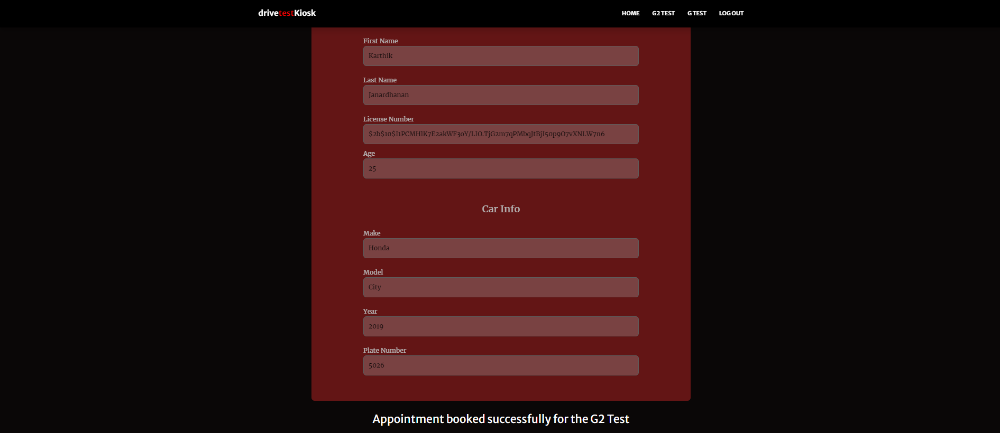 drivetestKiosk HOME G2 TEST G TEST LOG OUT
First Name
Karthik
Last Name
Janardhanan
License Number
$2b$10$I1PCMHlK7E2akWF3oY/LIO.TjG2m7qPMbqJtBjI50p9O7vXNLW7n6
Age
25
Car Info
Make
Honda
Model
City
Year
2019
Plate Number
5026
Appointment booked successfully for the G2 Test